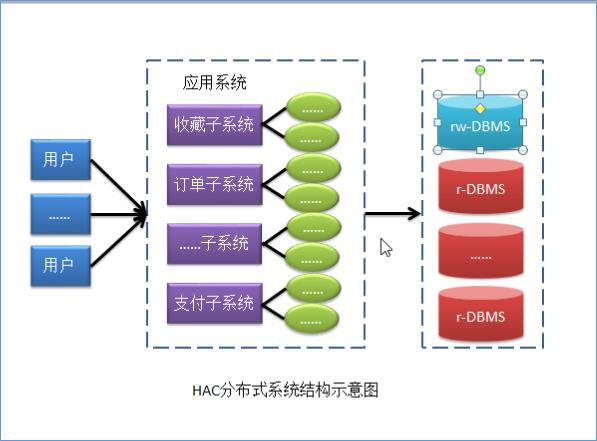 应用系统
收藏子系统
......
......
订单子系统
......
......
......子系统
......
......
支付子系统
......
......
用户
......
用户
rw-DBMS
r-DBMS
......
r-DBMS
HAC分布式系统结构示意图